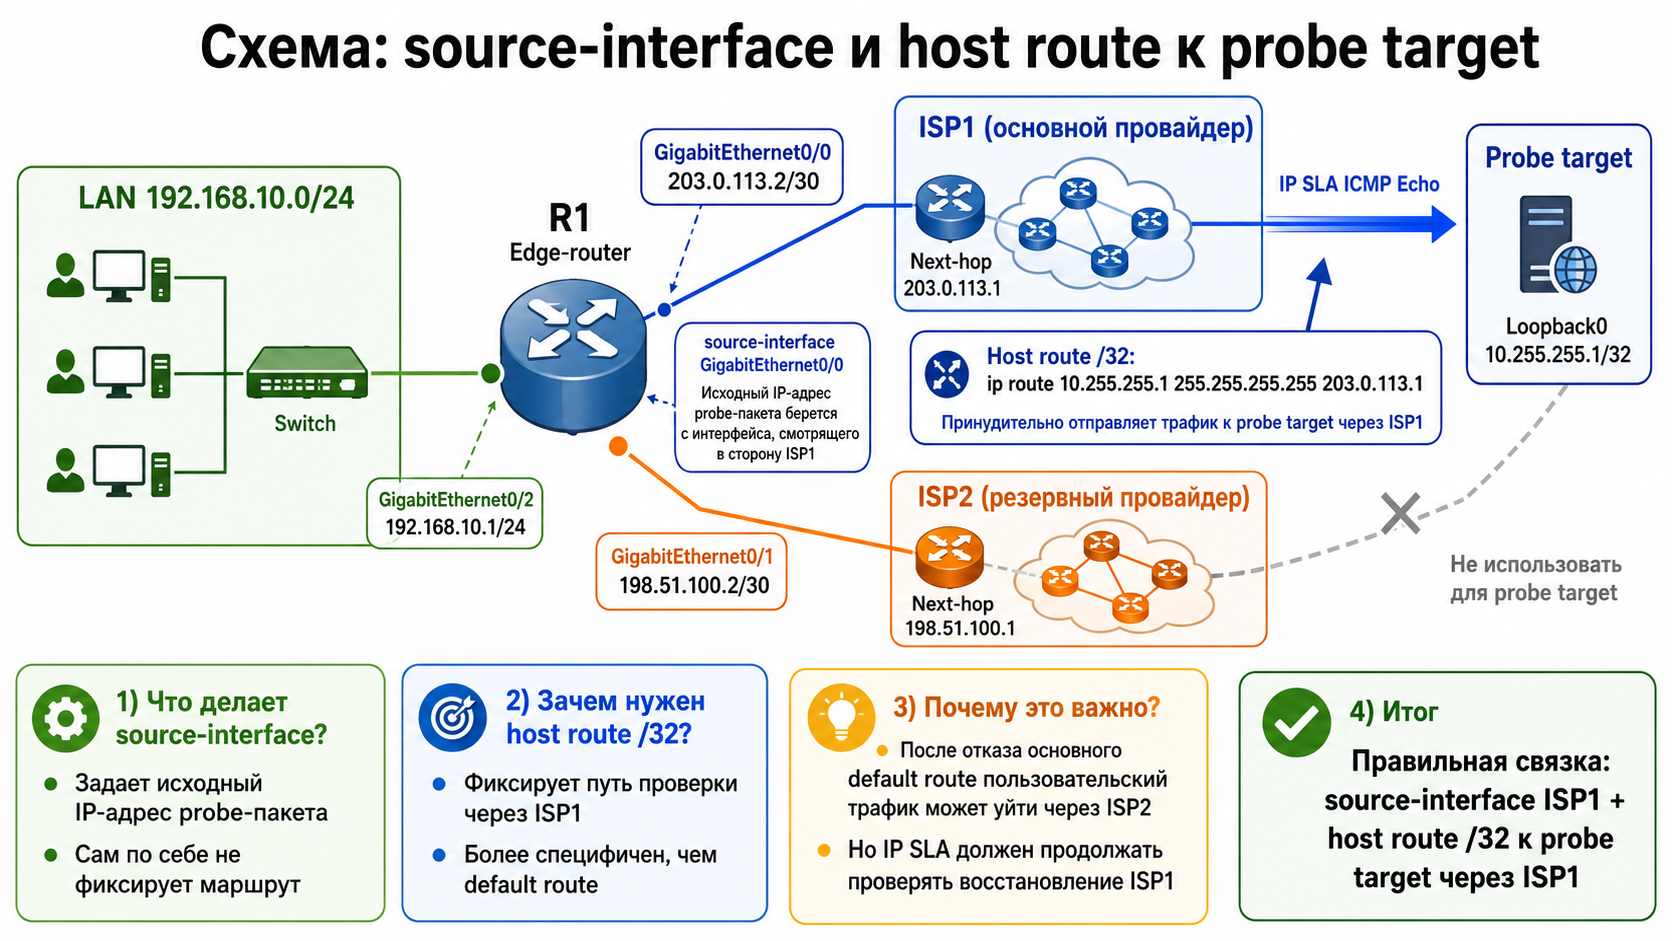 Схема: source-interface и host route к probe target
LAN 192.168.10.0/24
Switch
GigabitEthernet0/2
192.168.10.1/24
R1
Edge-router
GigabitEthernet0/0
203.0.113.2/30
source-interface
GigabitEthernet0/0
Исходный IP-адрес
probe-пакета берется
с интерфейса, смотрящего
в сторону ISP1
GigabitEthernet0/1
198.51.100.2/30
ISP1 (основной провайдер)
Next-hop
203.0.113.1
IP SLA ICMP Echo
Probe target
Loopback0
10.255.255.1/32
Host route /32:
ip route 10.255.255.1 255.255.255.255 203.0.113.1
Принудительно отправляет трафик к probe target через ISP1
ISP2 (резервный провайдер)
Next-hop
198.51.100.1
Не использовать
для probe target
1) Что делает
source-interface?
Задает исходный
IP-адрес probe-пакета
Сам по себе не
фиксирует маршрут
2) Зачем нужен
host route /32?
Фиксирует путь проверки
через ISP1
Более специфичен, чем
default route
3) Почему это важно?
После отказа основного
default route пользовательский
трафик может уйти через ISP2
Но IP SLA должен продолжать
проверять восстановление ISP1
4) Итог
Правильная связка:
source-interface ISP1 +
host route /32 к probe
target через ISP1